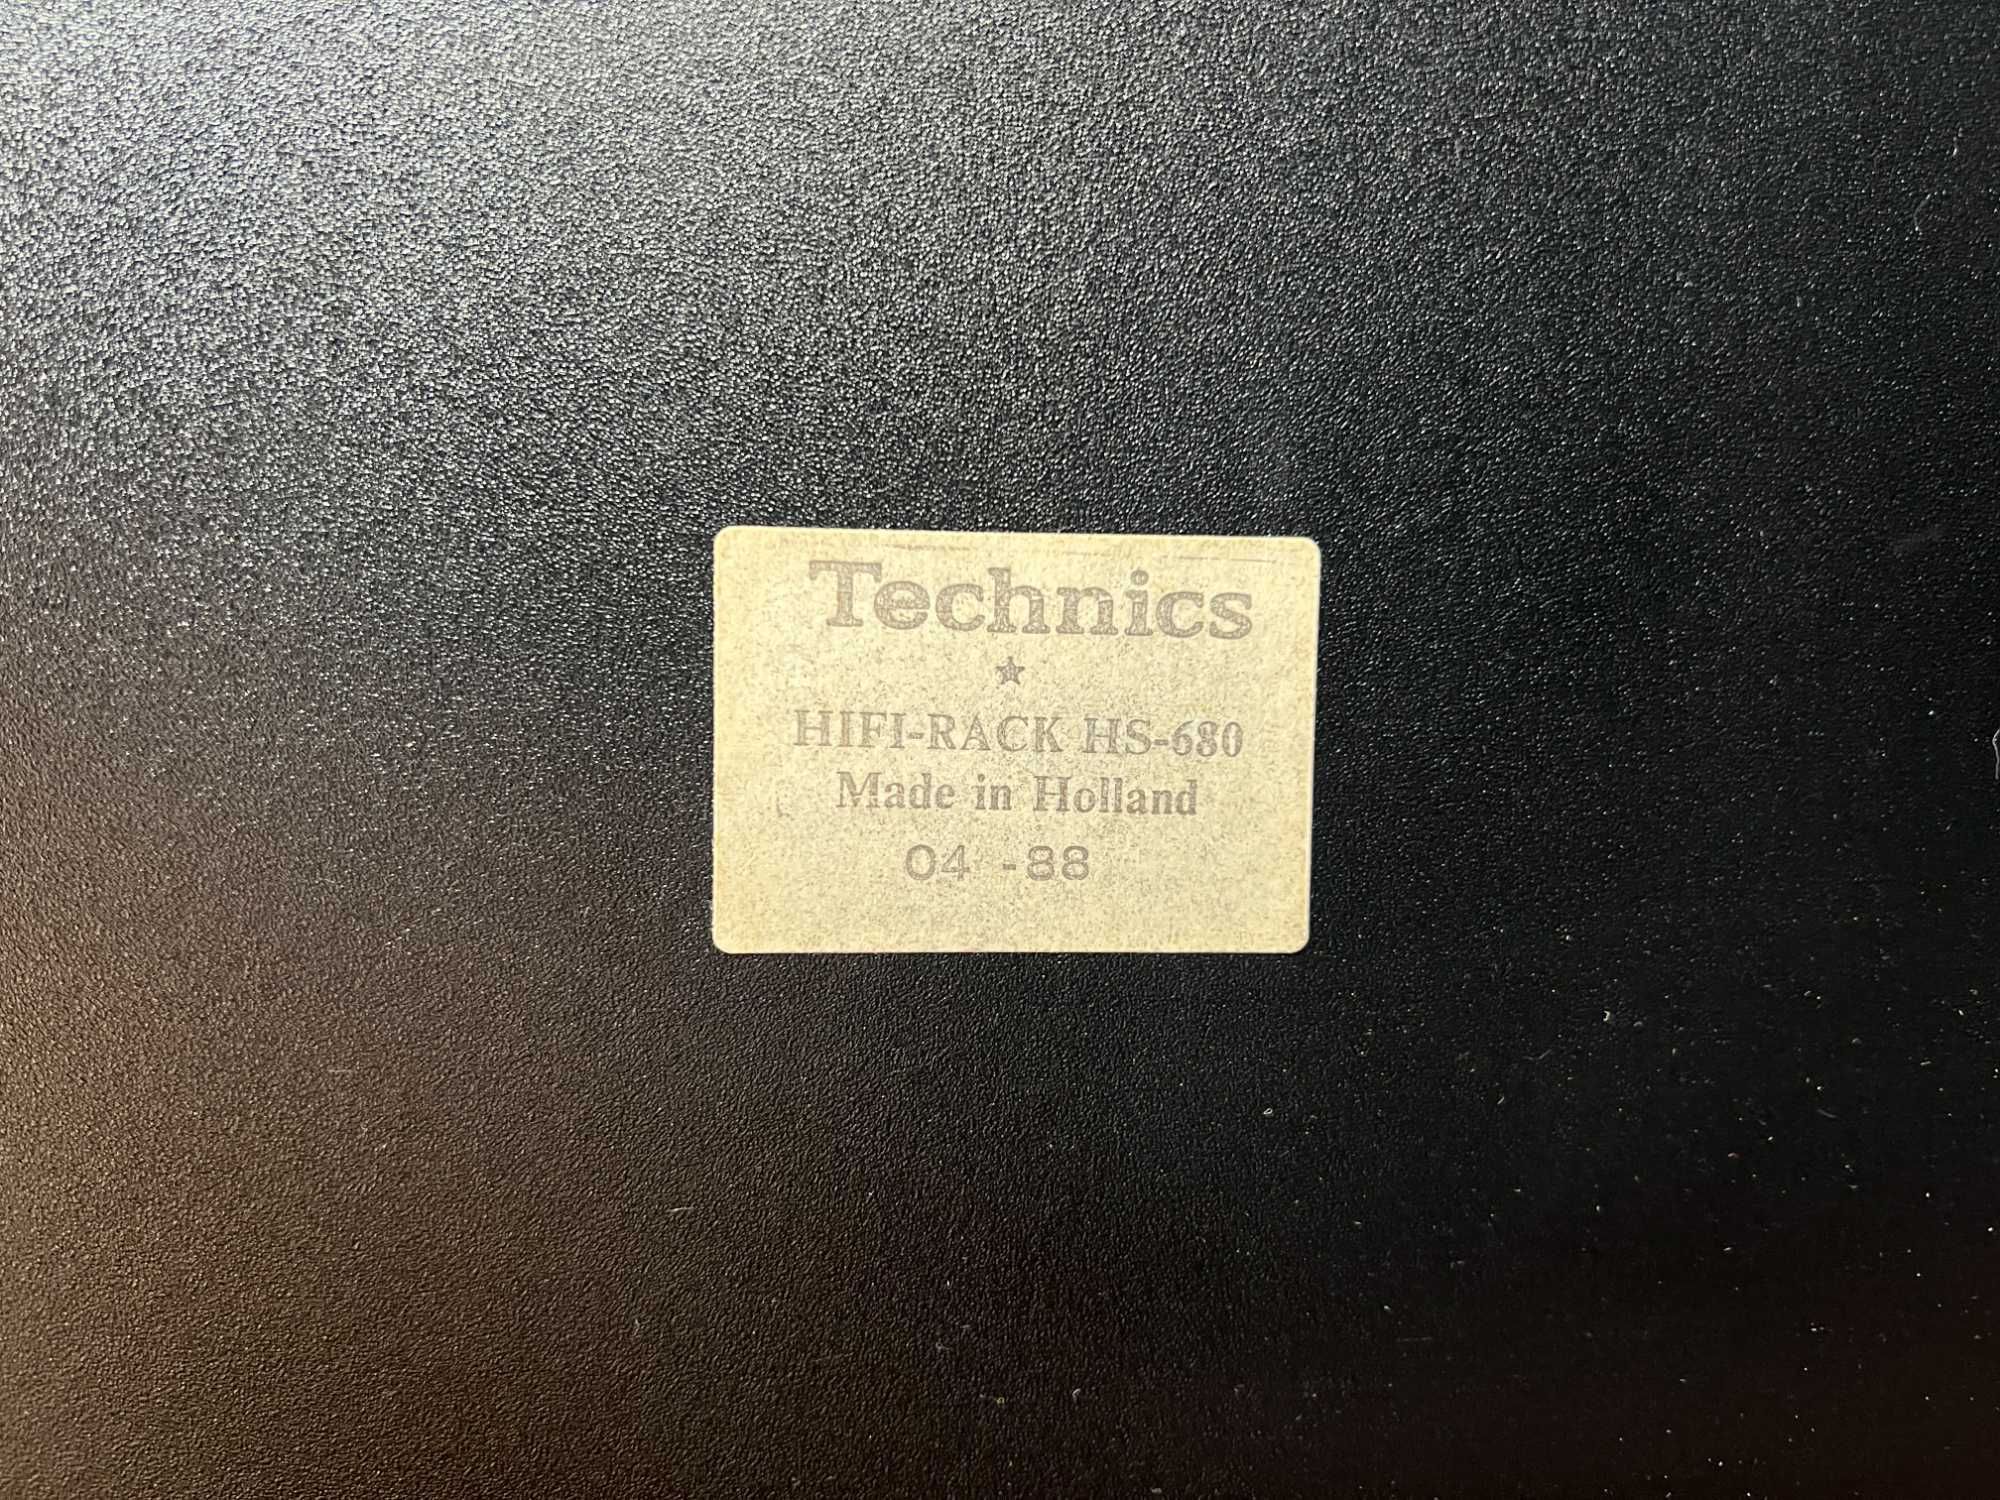 Technics
HIFI-RACK HS-680
Made in Holland
04 -88